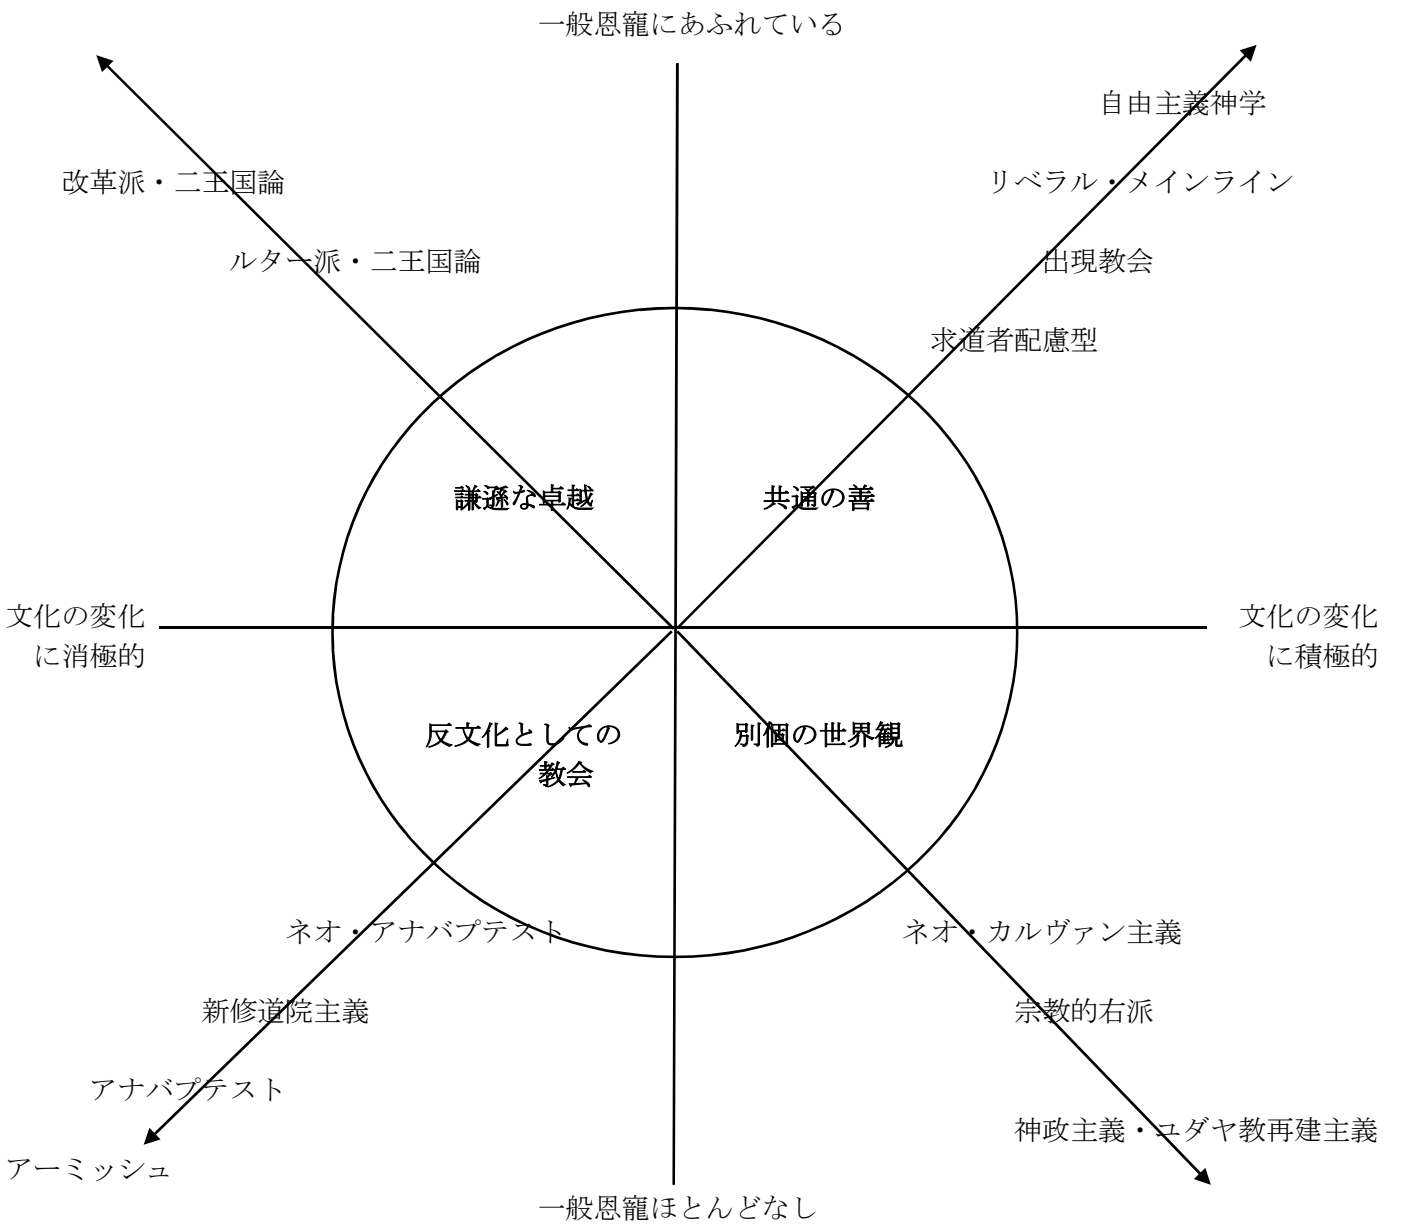 一般恩寵にあふれている
自由主義神学
改革派・二王国論
リベラル・メインライン
ルター派・二王国論
出現教会
求道者配慮型
謙遜な卓越
共通の善
文化の変化
に消極的
文化の変化
に積極的
反文化としての
教会
別個の世界観
ネオ・アナバプテスト
ネオ・カルヴァン主義
新修道院主義
宗教的右派
アナバプテスト
神政主義・ユダヤ教再建主義
アーミッシュ
一般恩寵ほとんどなし